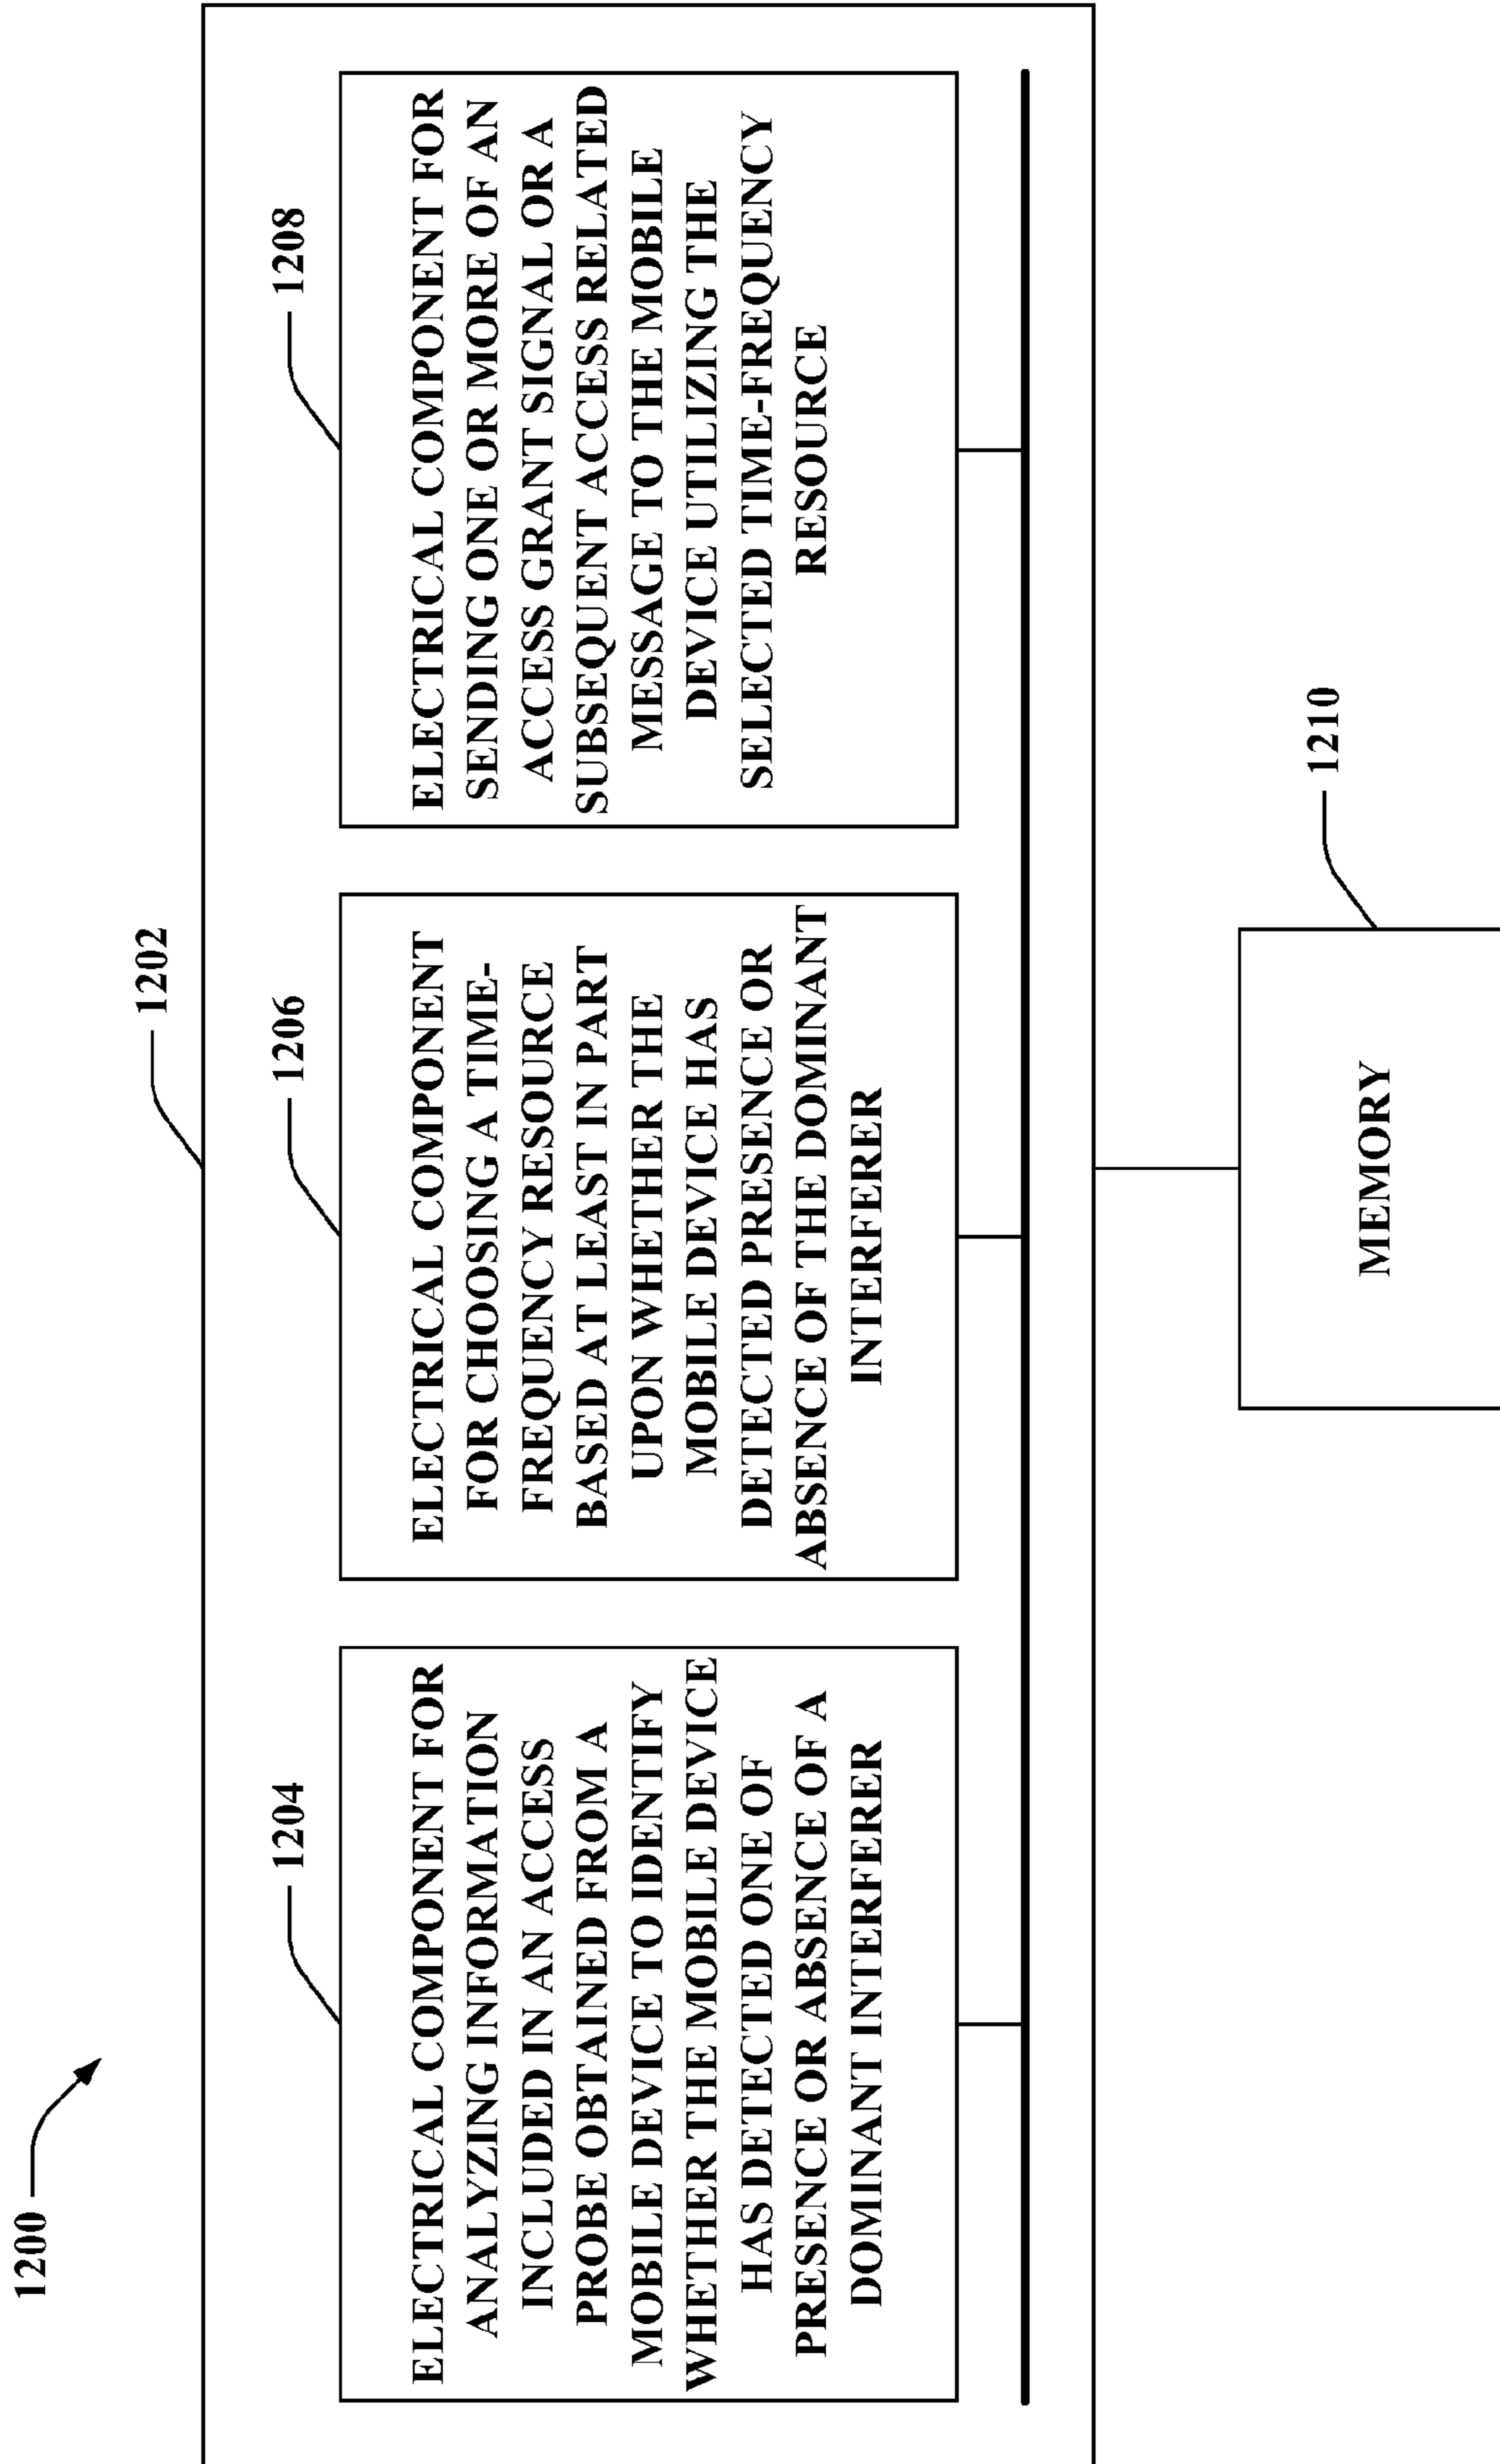 1200
1202
1204
ELECTRICAL COMPONENT FOR
ANALYZING INFORMATION
INCLUDED IN AN ACCESS
PROBE OBTAINED FROM A
MOBILE DEVICE TO IDENTIFY
WHETHER THE MOBILE DEVICE
HAS DETECTED ONE OF
PRESENCE OR ABSENCE OF A
DOMINANT INTERFERER
1206
ELECTRICAL COMPONENT
FOR CHOOSING A TIME-
FREQUENCY RESOURCE
BASED AT LEAST IN PART
UPON WHETHER THE
MOBILE DEVICE HAS
DETECTED PRESENCE OR
ABSENCE OF THE DOMINANT
INTERFERER
1208
ELECTRICAL COMPONENT FOR
SENDING ONE OR MORE OF AN
ACCESS GRANT SIGNAL OR A
SUBSEQUENT ACCESS RELATED
MESSAGE TO THE MOBILE
DEVICE UTILIZING THE
SELECTED TIME-FREQUENCY
RESOURCE
1210
MEMORY